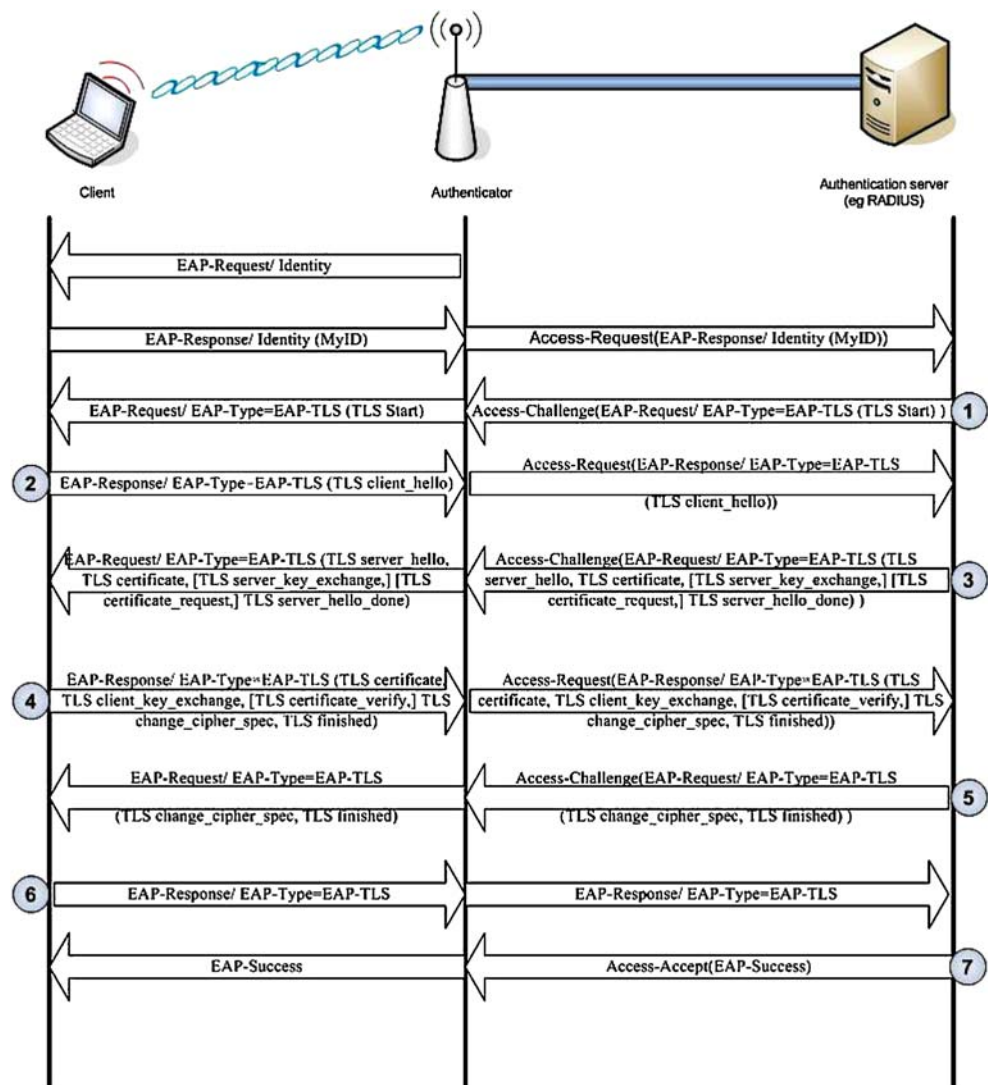 Client
Authenticator
Authentication server
(eg RADIUS)
EAP-Request/ Identity
EAP-Response/ Identity (MyID)
Access-Request(EAP-Response/ Identity (MyID))
EAP-Request/ EAP-Type=EAP-TLS (TLS Start)
Access-Challenge(EAP-Request/ EAP-Type=EAP-TLS (TLS Start) )
1
2
EAP-Response/ EAP-Type=EAP-TLS (TLS client_hello)
Access-Request(EAP-Response/ EAP-Type=EAP-TLS
(TLS client_hello))
EAP-Request/ EAP-Type=EAP-TLS (TLS server_hello,
TLS certificate, [TLS server_key_exchange,] [TLS
certificate_request,] TLS server_hello_done)
Access-Challenge(EAP-Request/ EAP-Type=EAP-TLS (TLS
server_hello, TLS certificate, [TLS server_key_exchange,] [TLS
certificate_request,] TLS server_hello_done) )
3
4
EAP-Response/ EAP-Type=EAP-TLS (TLS certificate,
TLS client_key_exchange, [TLS certificate_verify,] TLS
change_cipher_spec, TLS finished)
Access-Request(EAP-Response/ EAP-Type=EAP-TLS (TLS
certificate, TLS client_key_exchange, [TLS certificate_verify,] TLS
change_cipher_spec, TLS finished))
EAP-Request/ EAP-Type=EAP-TLS
(TLS change_cipher_spec, TLS finished)
Access-Challenge(EAP-Request/ EAP-Type=EAP-TLS
(TLS change_cipher_spec, TLS finished) )
5
6
EAP-Response/ EAP-Type=EAP-TLS
EAP-Response/ EAP-Type=EAP-TLS
EAP-Success
Access-Accept(EAP-Success)
7